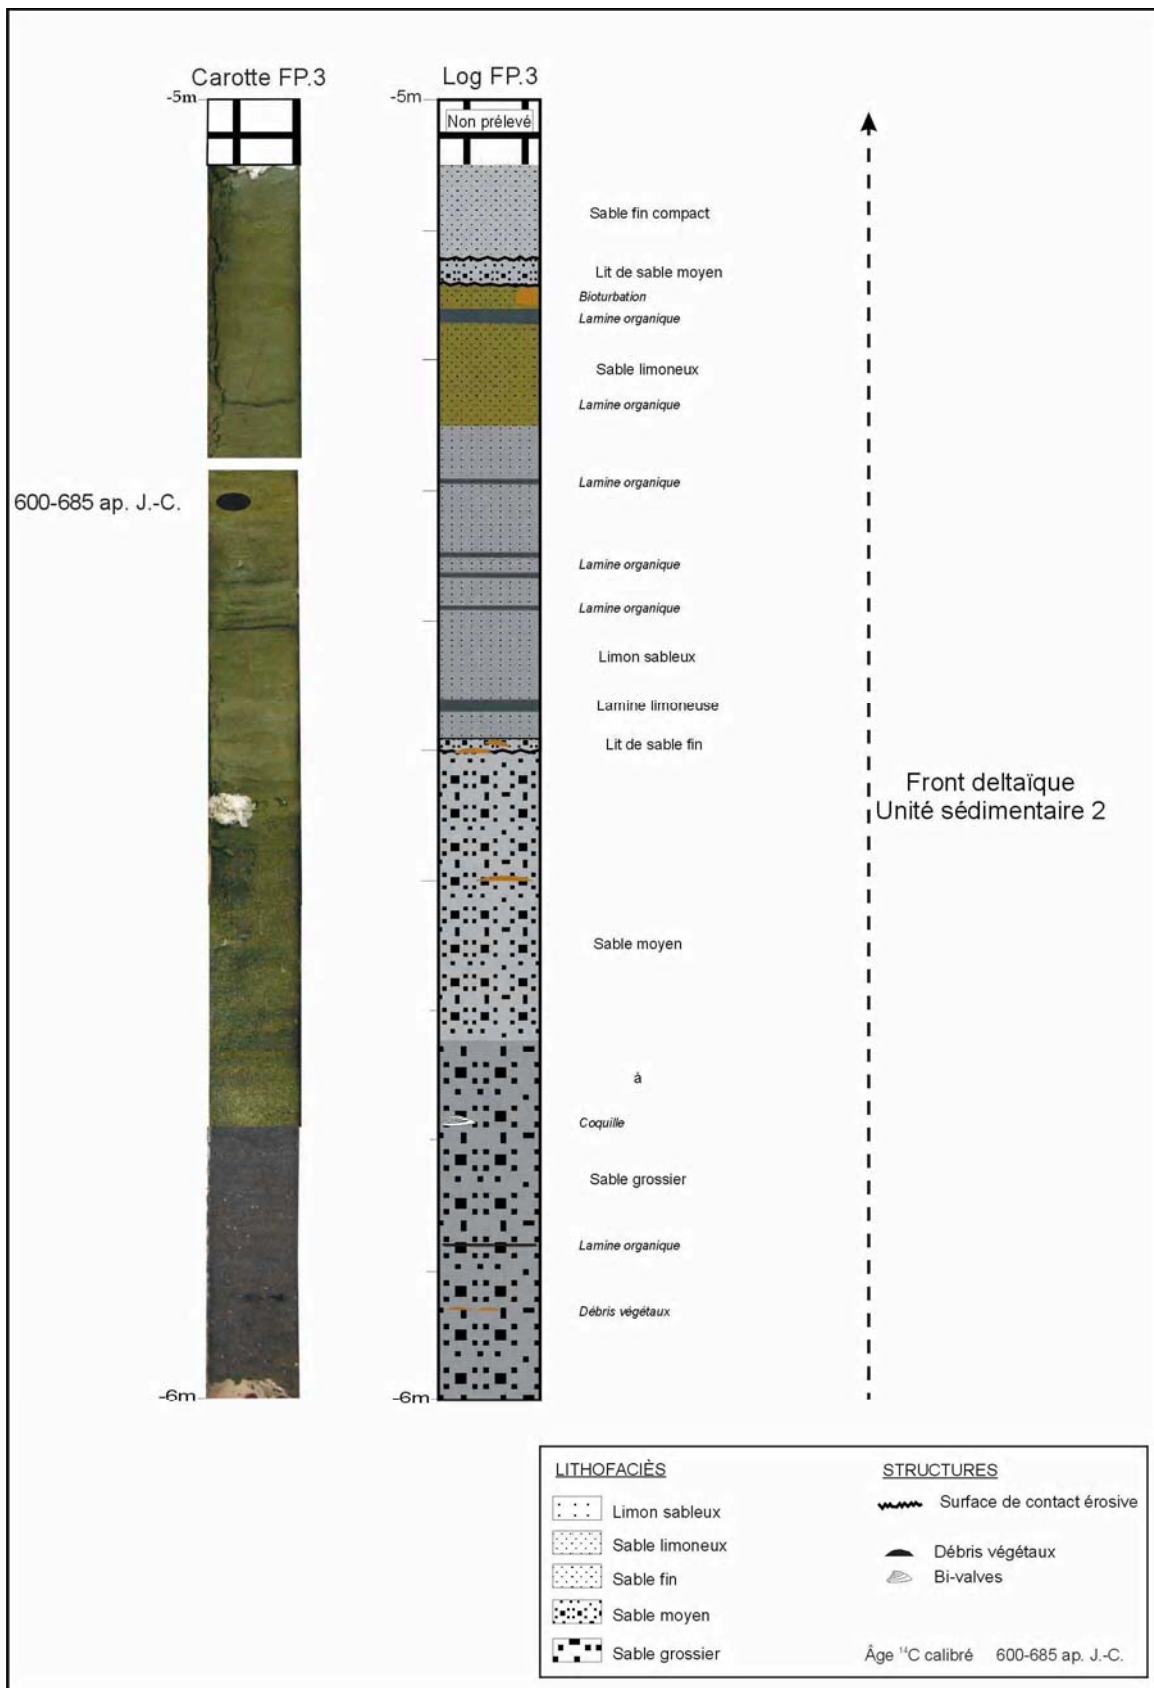 Carotte FP.3
Log FP.3
-5m
-5m
Non prélevé
Sable fin compact
Lit de sable moyen
Bioturbation
Lamine organique
Sable limoneux
Lamine organique
Lamine organique
600-685 ap. J.-C.
Lamine organique
Lamine organique
Limon sableux
Lamine limoneuse
Lit de sable fin
Front deltaïque
Unité sédimentaire 2
Sable moyen
à
Coquille
Sable grossier
Lamine organique
Débris végétaux
-6m
-6m
LITHOFACIÈS
Limon sableux
Sable limoneux
Sable fin
Sable moyen
Sable grossier
STRUCTURES
Surface de contact érosive
Débris végétaux
Bi-valves
Âge ¹⁴C calibré 600-685 ap. J.-C.